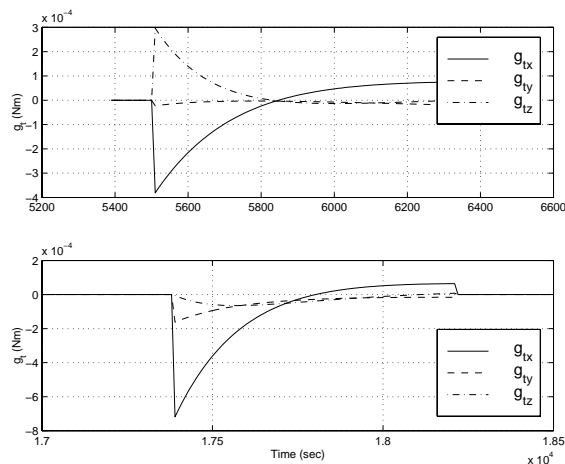 x 10⁻⁴
3
2
1
0
−1
−2
−3
−4
g_t (Nm)
g_tx
g_ty
g_tz
5200 5400 5600 5800 6000 6200 6400 6600
x 10⁻⁴
2
0
−2
−4
−6
−8
g_t (Nm)
g_tx
g_ty
g_tz
1.7 1.75 1.8 1.85
Time (sec)
x 10⁴